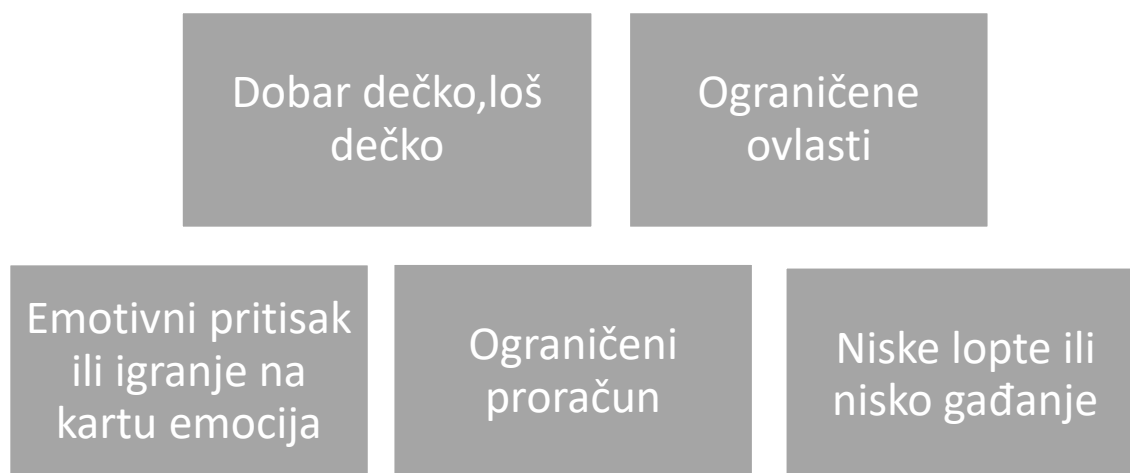 Dobar dečko,loš
dečko
Ograničene
ovlasti
Emotivni pritisak
ili igranje na
kartu emocija
Ograničeni
proračun
Niske lopte ili
nisko gađanje